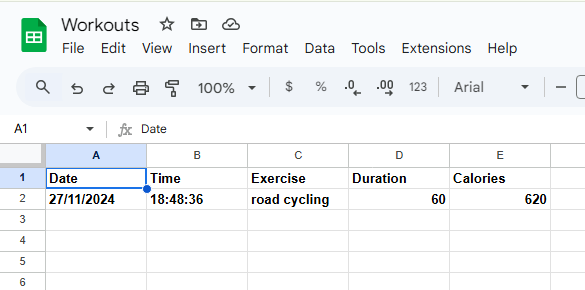 Workouts
File Edit View Insert Format Data Tools Extensions Help
100% $ % .0 .00 123 Arial
A1 fx Date
A B C D E
1 Date Time Exercise Duration Calories
2 27/11/2024 18:48:36 road cycling 60 620
3
4
5
6